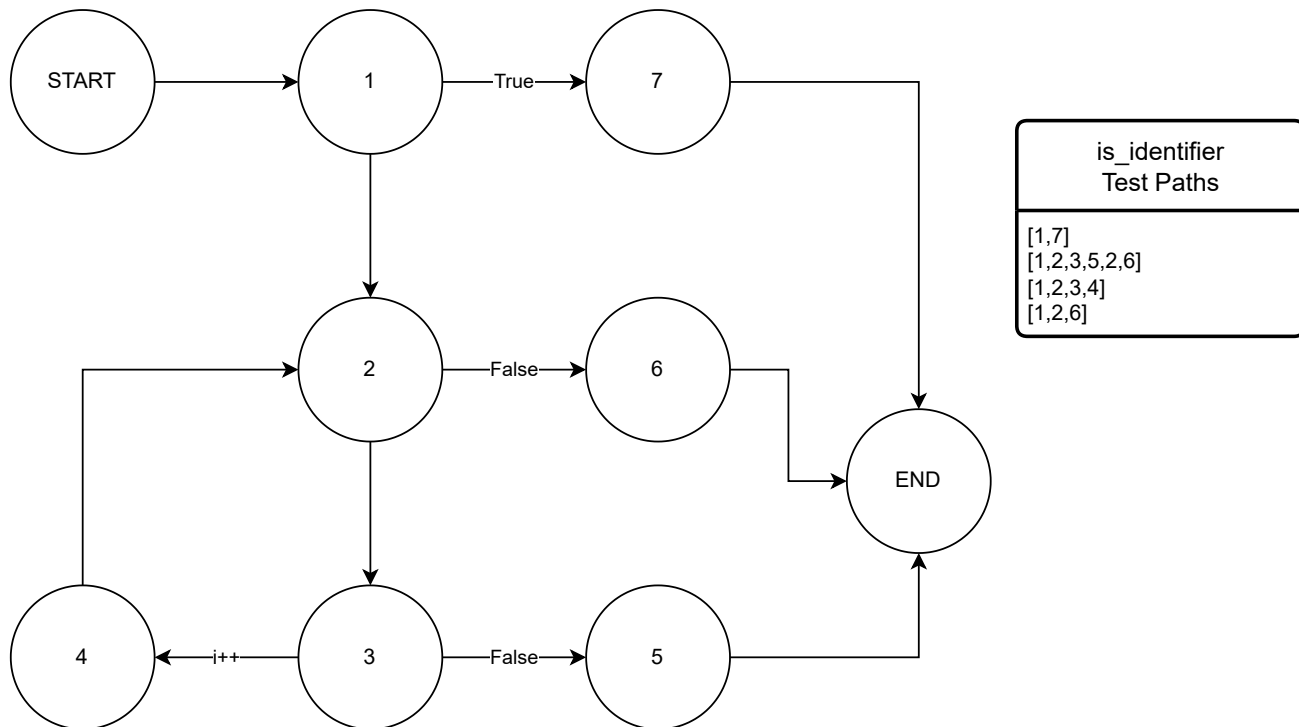 START
1
True
7
is_identifier
Test Paths
[1,7]
[1,2,3,5,2,6]
[1,2,3,4]
[1,2,6]
2
False
6
END
4
i++
3
False
5